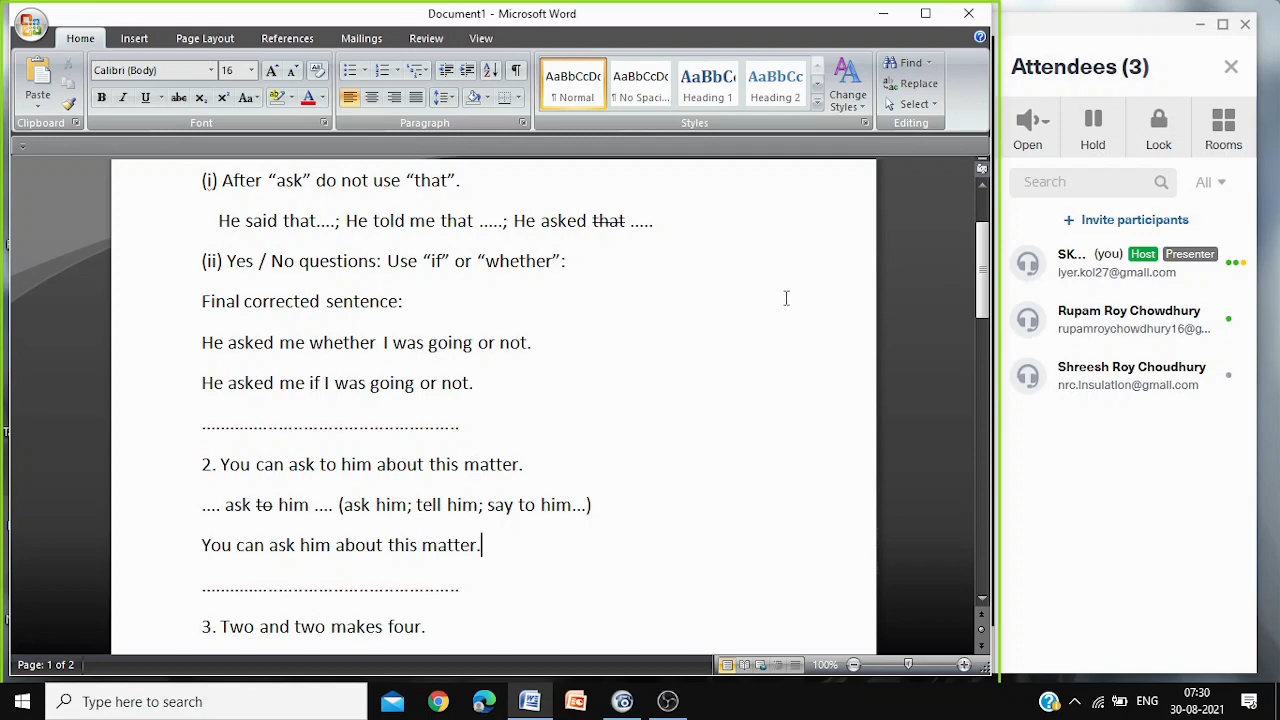 Document1 - Microsoft Word
Home Insert Page Layout References Mailings Review View
Calibri (Body) 16
AaBbCcDc AaBbCcDc AaBbC AaBbCc
Paste ¶ Normal ¶ No Spaci... Heading 1 Heading 2 Change Styles
Find
Replace
Select
Clipboard Font Paragraph Styles Editing
(i) After “ask” do not use “that”.
He said that....; He told me that .....; He asked that .....
(ii) Yes / No questions: Use “if” or “whether”:
Final corrected sentence:
He asked me whether I was going or not.
He asked me if I was going or not.
......................................................
2. You can ask to him about this matter.
.... ask to him .... (ask him; tell him; say to him...)
You can ask him about this matter.
......................................................
3. Two and two makes four.
Page: 1 of 2 100%
Attendees (3)
Open Hold Lock Rooms
Search All
+ Invite participants
SK... (you) Host Presenter
iyer.kol27@gmail.com
Rupam Roy Chowdhury
rupamroychowdhury16@g...
Shreesh Roy Choudhury
nrc.insulation@gmail.com
Type here to search
ENG
07:30
30-08-2021